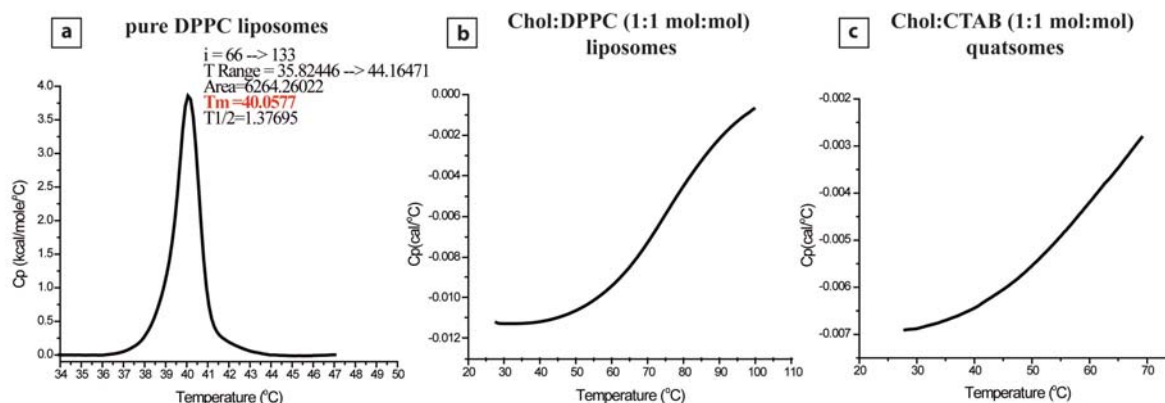 a
pure DPPC liposomes
i = 66 --> 133
T Range = 35.82446 --> 44.16471
Area=6264.26022
Tm =40.0577
T1/2=1.37695
Cp (kcal/mole/°C)
4.0
3.5
3.0
2.5
2.0
1.5
1.0
0.5
0.0
34 35 36 37 38 39 40 41 42 43 44 45 46 47 48 49 50
Temperature (°C)
b
Chol:DPPC (1:1 mol:mol)
liposomes
Cp(cal/°C)
0.000
-0.002
-0.004
-0.006
-0.008
-0.010
-0.012
20 30 40 50 60 70 80 90 100 110
Temperature (°C)
c
Chol:CTAB (1:1 mol:mol)
quatsomes
Cp(cal/°C)
-0.002
-0.003
-0.005
-0.006
-0.007
20 30 40 50 60 70
Temperature (°C)